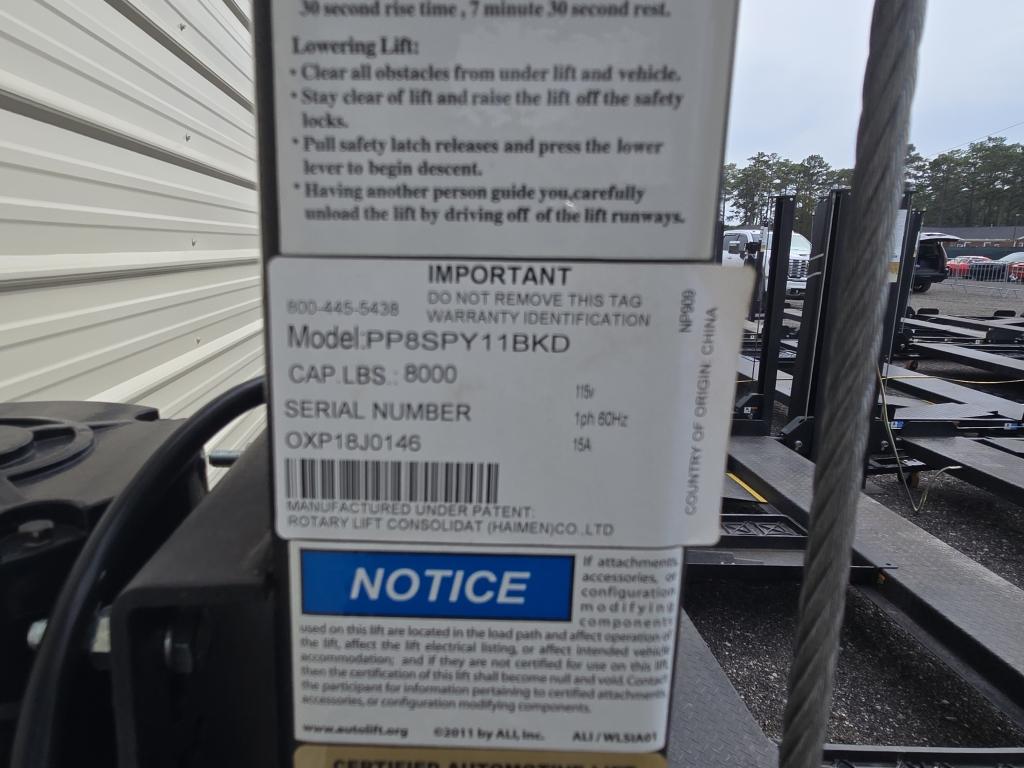 30 second rise time, 7 minute 30 second rest.
Lowering Lift:
• Clear all obstacles from under lift and vehicle.
• Stay clear of lift and raise the lift off the safety
locks.
• Pull safety latch releases and press the lower
lever to begin descent.
• Having another person guide you,carefully
unload the lift by driving off of the lift runways.
IMPORTANT
800-445-5438
DO NOT REMOVE THIS TAG
WARRANTY IDENTIFICATION
Model:PP8SPY11BKD
CAP.LBS.: 8000
SERIAL NUMBER
OXP18J0146
115v
1ph 60Hz
15A
NP909
COUNTRY OF ORIGIN: CHINA
MANUFACTURED UNDER PATENT:
ROTARY LIFT CONSOLIDAT (HAIMEN)CO.,LTD
NOTICE
If attachments,
accessories, or
configuration
modifying
components
used on this lift are located in the load path and affect operation of
the lift, affect the lift electrical listing, or affect intended vehicle
accommodation; and if they are not certified for use on this lift,
then the certification of this lift shall become null and void. Contact
the participant for information pertaining to certified attachments,
accessories, or configuration modifying components.
www.autolift.org ©2011 by ALI, Inc. ALI / WLSIA01
CERTIFIED AUTOMOTIVE LIFT